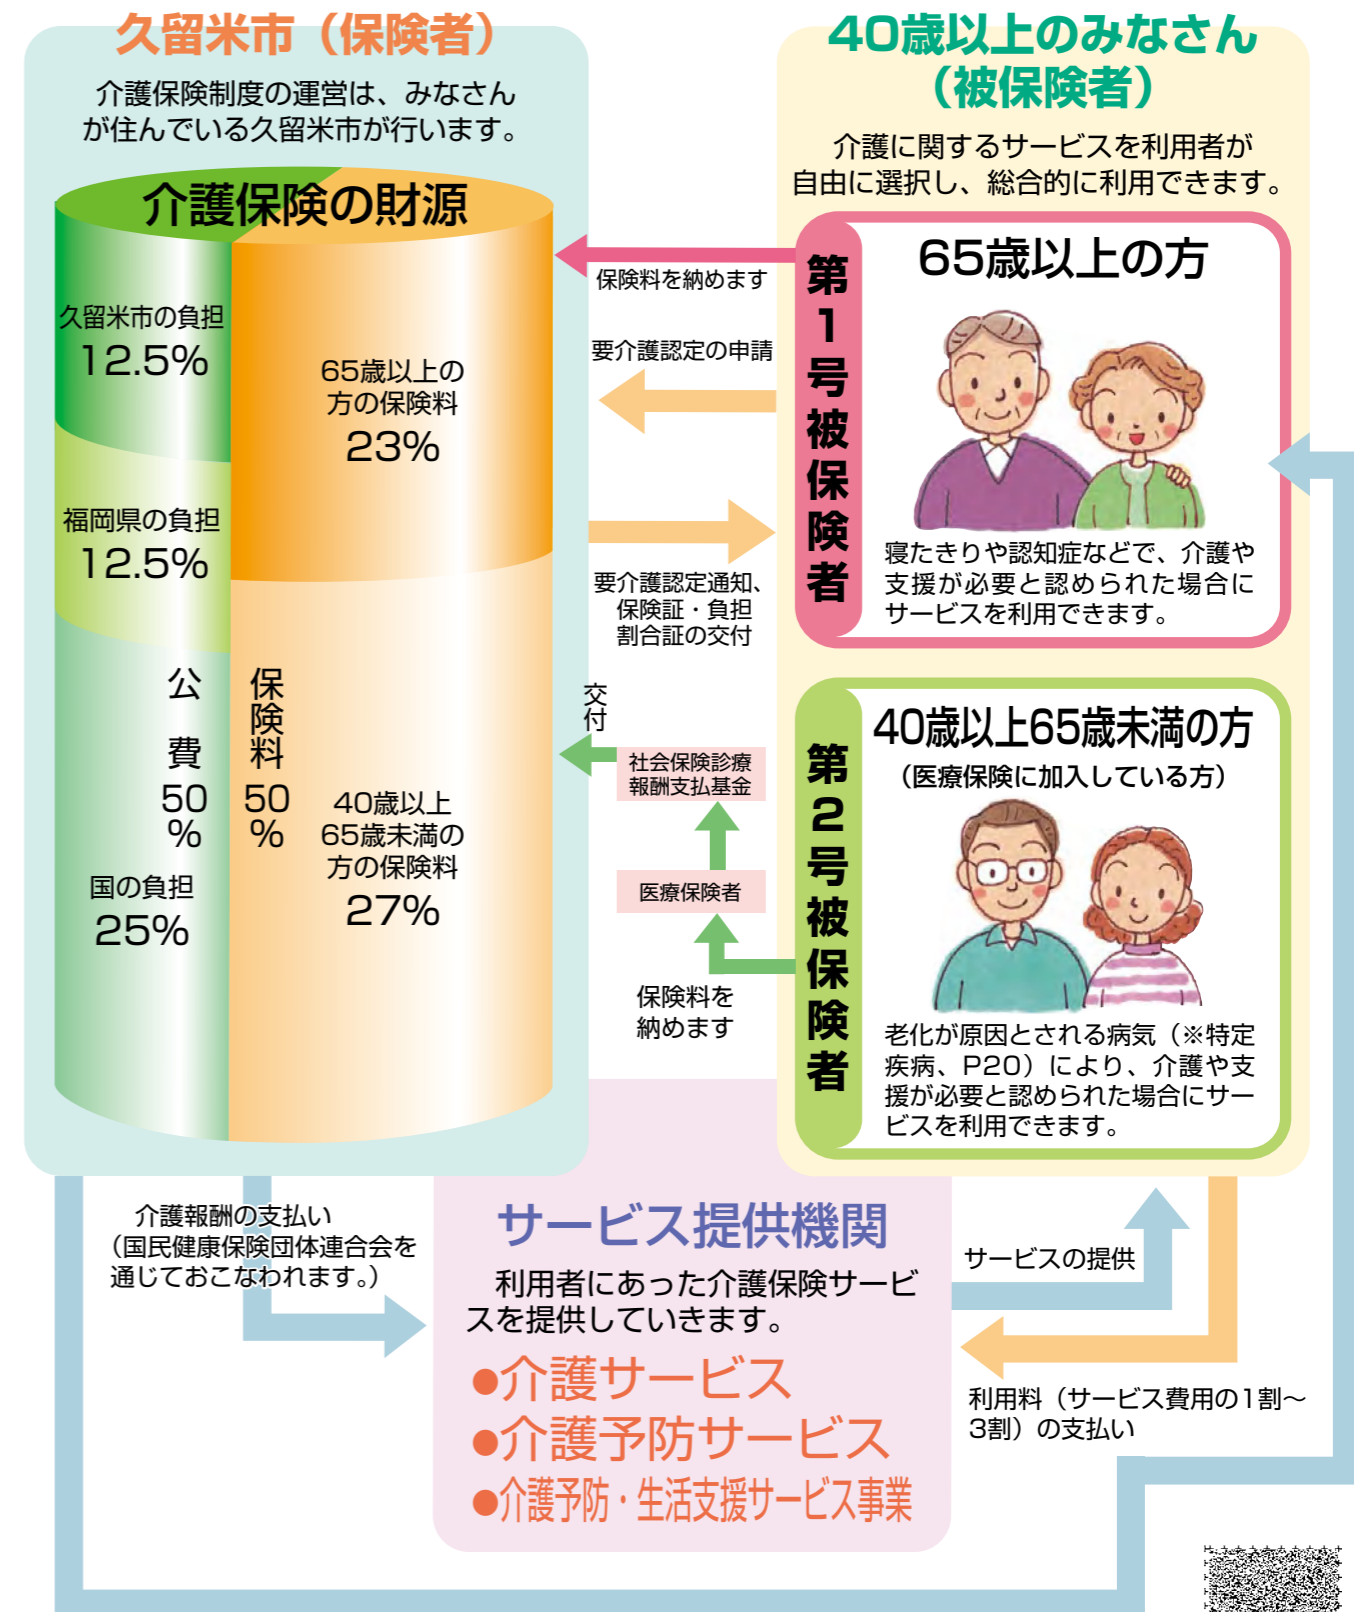 久留米市（保険者）
介護保険制度の運営は、みなさん
が住んでいる久留米市が行います。
介護保険の財源
久留米市の負担
12.5%
福岡県の負担
12.5%
公費50%
国の負担
25%
65歳以上の
方の保険料
23%
保険料50%
40歳以上
65歳未満の
方の保険料
27%
保険料を納めます
要介護認定の申請
要介護認定通知、
保険証・負担
割合証の交付
交付
社会保険診療
報酬支払基金
医療保険者
保険料を
納めます
40歳以上のみなさん
（被保険者）
介護に関するサービスを利用者が
自由に選択し、総合的に利用できます。
第1号被保険者
65歳以上の方
寝たきりや認知症などで、介護や
支援が必要と認められた場合に
サービスを利用できます。
第2号被保険者
40歳以上65歳未満の方
（医療保険に加入している方）
老化が原因とされる病気（※特定
疾病、P20）により、介護や支
援が必要と認められた場合にサー
ビスを利用できます。
介護報酬の支払い
（国民健康保険団体連合会を
通じておこなわれます。）
サービス提供機関
利用者にあった介護保険サービ
スを提供していきます。
●介護サービス
●介護予防サービス
●介護予防・生活支援サービス事業
サービスの提供
利用料（サービス費用の1割～
3割）の支払い